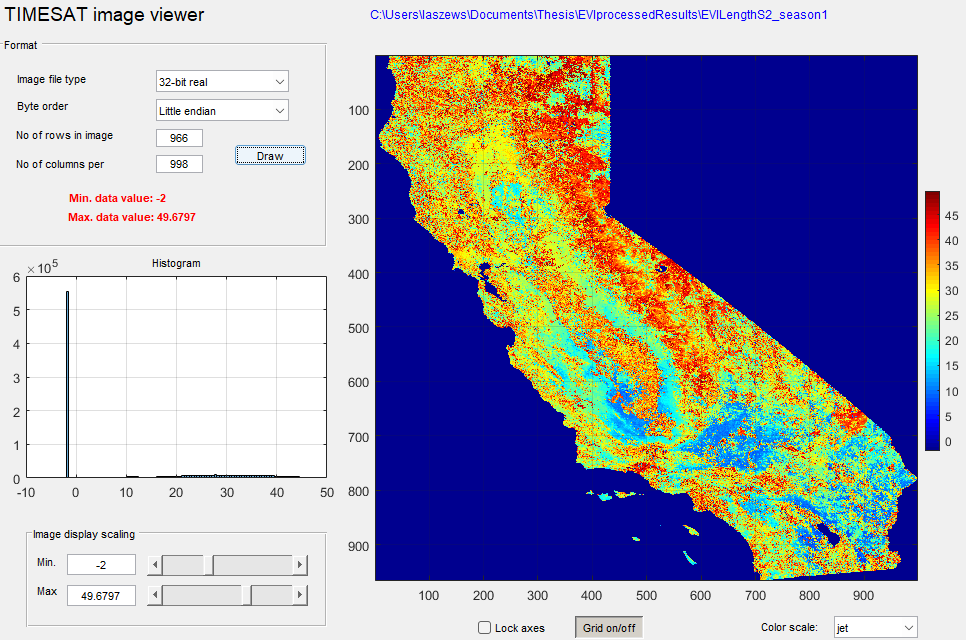 TIMESAT image viewer
C:\Users\laszews\Documents\Thesis\EVIprocessedResults\EVILengthS2_season1
Format
Image file type
32-bit real
Byte order
Little endian
No of rows in image
966
No of columns per
998
Draw
Min. data value: -2
Max. data value: 49.6797
Histogram
×10^5
6
5
4
3
2
1
0
-10 0 10 20 30 40 50
Image display scaling
Min.
-2
Max
49.6797
100
200
300
400
500
600
700
800
900
100 200 300 400 500 600 700 800 900
45
40
35
30
25
20
15
10
5
0
Lock axes
Grid on/off
Color scale:
jet